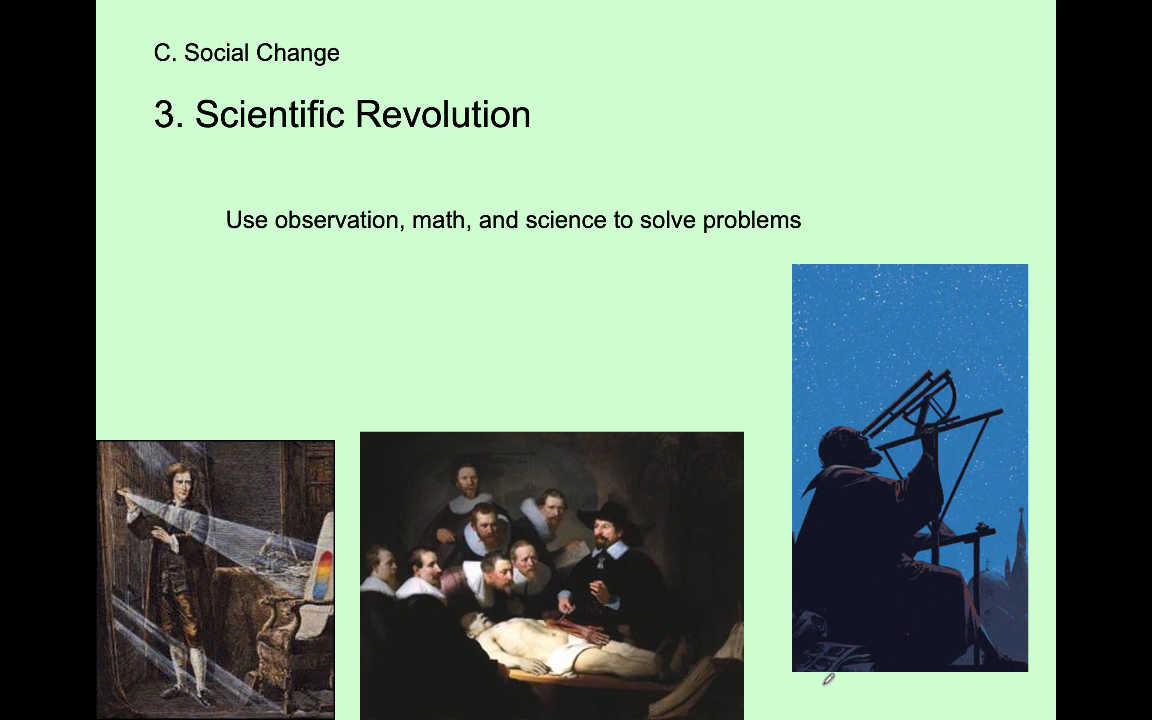 C. Social Change
3. Scientific Revolution
Use observation, math, and science to solve problems